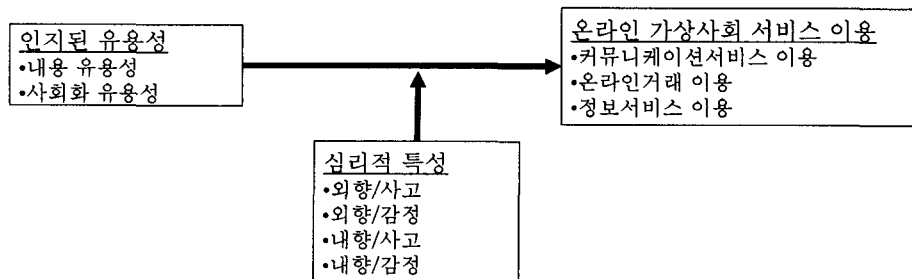 인지된 유용성
•내용 유용성
•사회화 유용성
온라인 가상사회 서비스 이용
•커뮤니케이션서비스 이용
•온라인거래 이용
•정보서비스 이용
심리적 특성
•외향/사고
•외향/감정
•내향/사고
•내향/감정